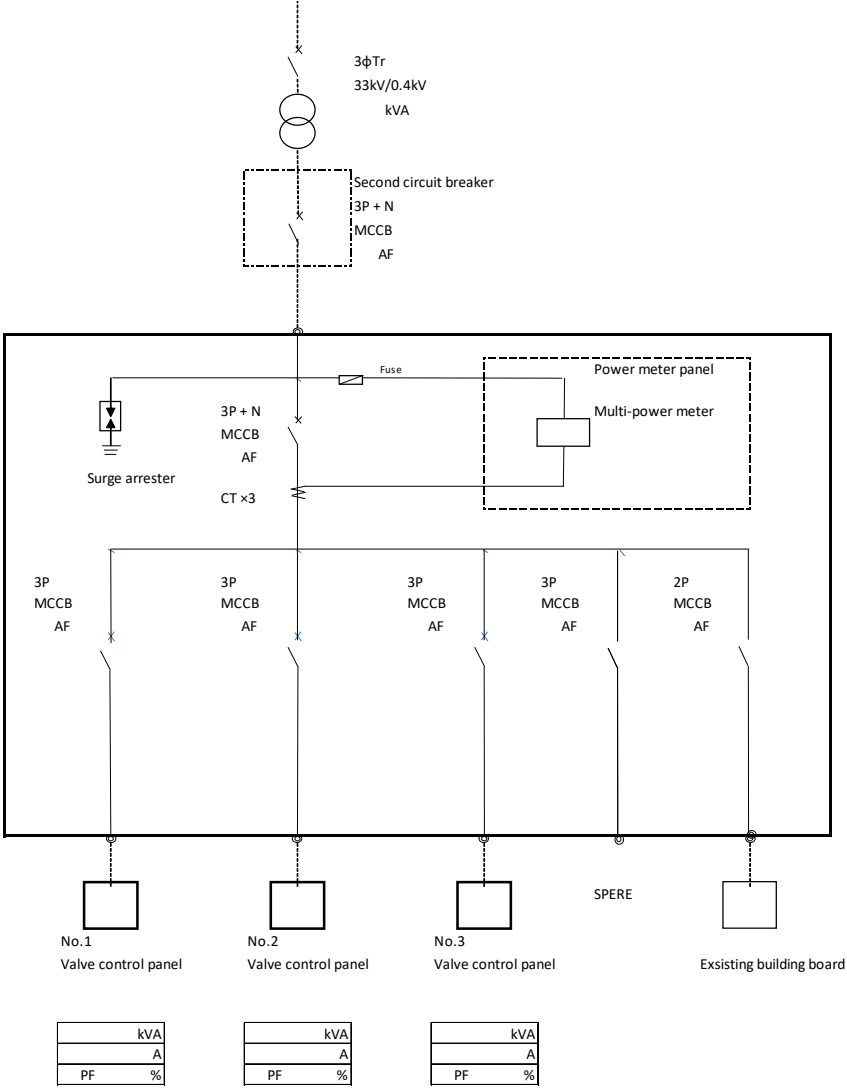 3ϕTr
33kV/0.4kV
kVA
Second circuit breaker
3P + N
MCCB
AF
Fuse
Power meter panel
Multi-power meter
3P + N
MCCB
AF
Surge arrester
CT ×3
3P
MCCB
AF
3P
MCCB
AF
3P
MCCB
AF
3P
MCCB
AF
2P
MCCB
AF
No.1
Valve control panel
No.2
Valve control panel
No.3
Valve control panel
SPERE
Exsisting building board
kVA
A
PF %
kVA
A
PF %
kVA
A
PF %